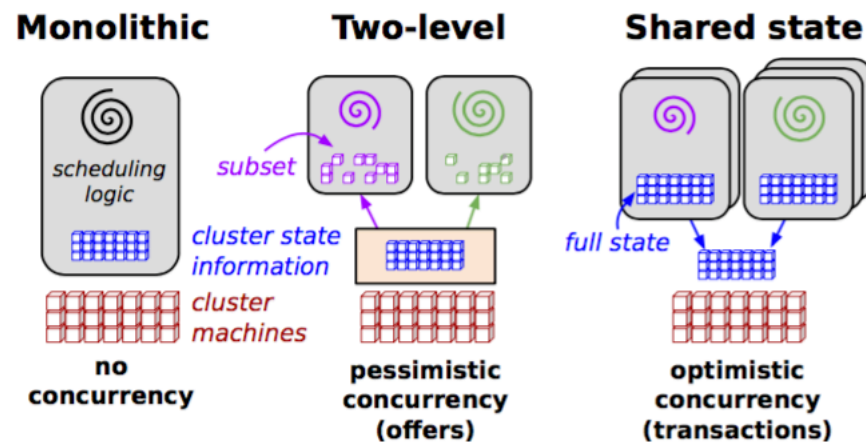 Monolithic
scheduling
logic
cluster state
information
cluster
machines
no
concurrency
Two-level
subset
pessimistic
concurrency
(offers)
Shared state
full state
optimistic
concurrency
(transactions)